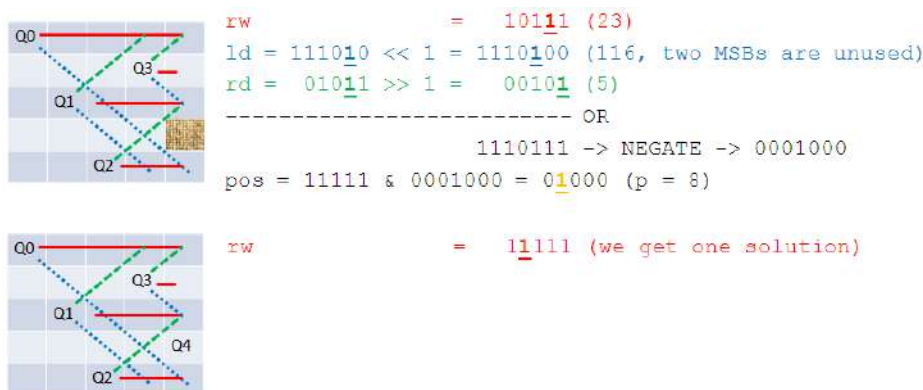 rw = 10111 (23)
ld = 111010 << 1 = 1110100 (116, two MSBs are unused)
rd = 01011 >> 1 = 00101 (5)
-------------------------- OR
1110111 -> NEGATE -> 0001000
pos = 11111 & 0001000 = 01000 (p = 8)
Q0
Q3
Q1
Q2
rw = 11111 (we get one solution)
Q0
Q3
Q1
Q4
Q2